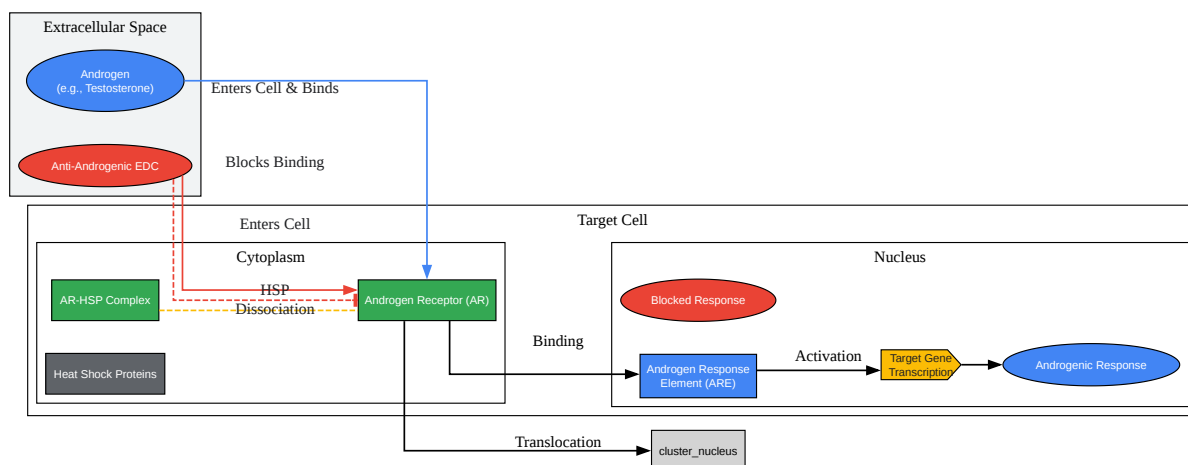 Extracellular Space
Androgen
(e.g., Testosterone)
Enters Cell & Binds
Anti-Androgenic EDC
Blocks Binding
Enters Cell
Target Cell
Cytoplasm
Nucleus
AR-HSP Complex
HSP
Dissociation
Androgen Receptor (AR)
Blocked Response
Heat Shock Proteins
Binding
Androgen Response
Element (ARE)
Activation
Target Gene
Transcription
Androgenic Response
Translocation
cluster_nucleus